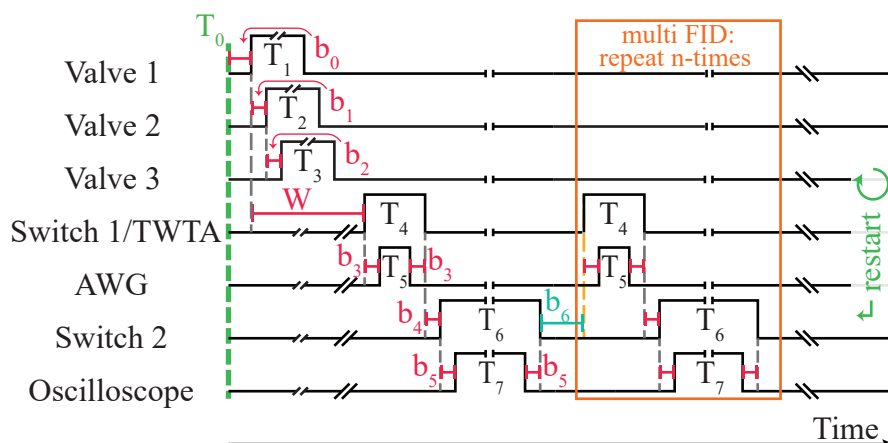 T0
multi FID:
repeat n-times
Valve 1
T1
b0
Valve 2
T2
b1
Valve 3
T3
b2
W
Switch 1/TWTA
T4
T4
restart
AWG
b3
T5
b3
T5
Switch 2
b4
T6
b6
T6
Oscilloscope
b5
T7
b5
T7
Time